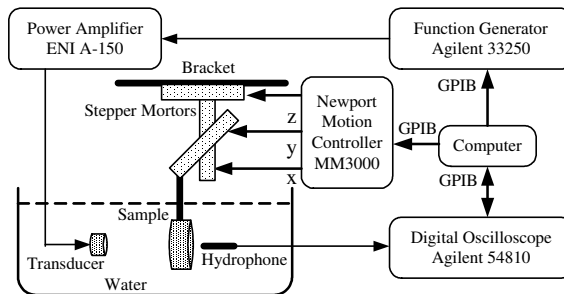 Power Amplifier
ENI A-150
Function Generator
Agilent 33250
Bracket
Stepper Mortors
GPIB
Newport
Motion
Controller
MM3000
z
y
x
GPIB
Computer
GPIB
Sample
Transducer
Hydrophone
Water
Digital Oscilloscope
Agilent 54810